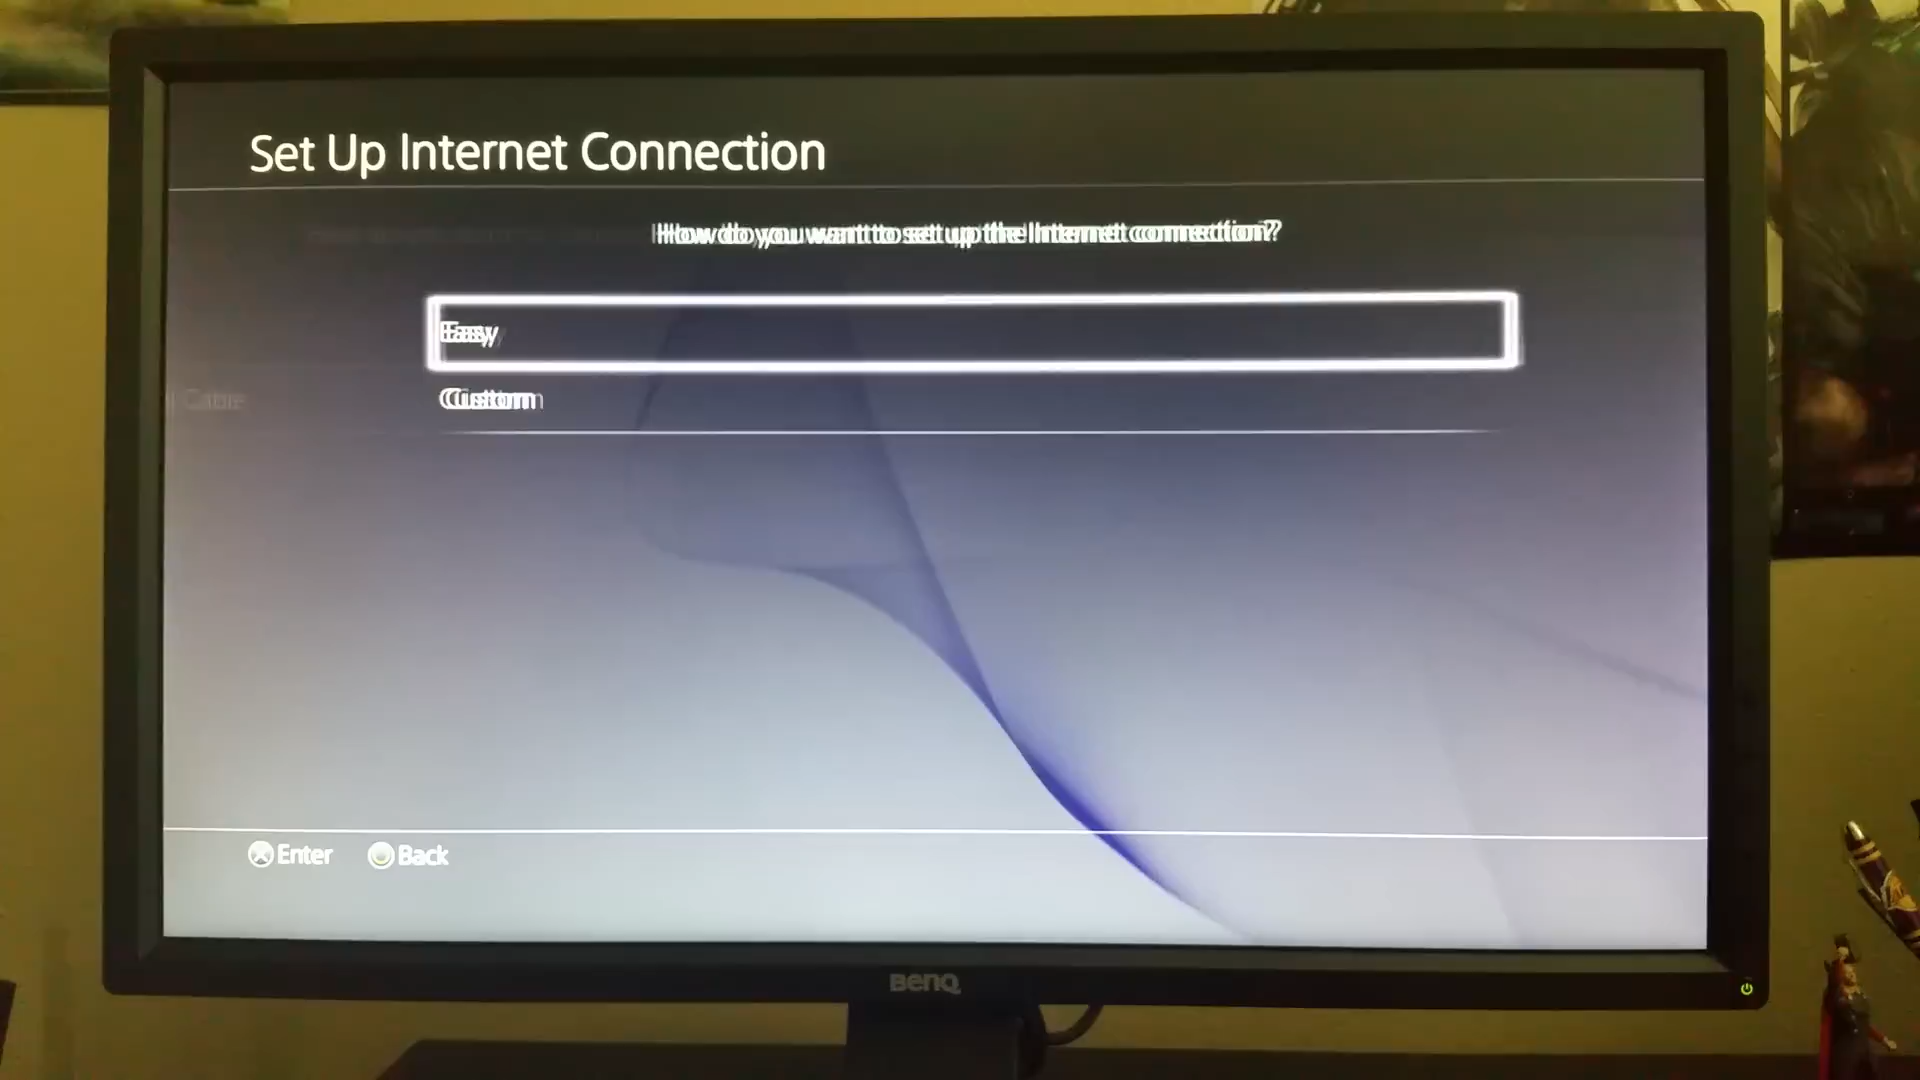 Set Up Internet Connection
How do you want to set up the Internet connection?
Easy
Cable
Custom
Enter
Back
BenQ